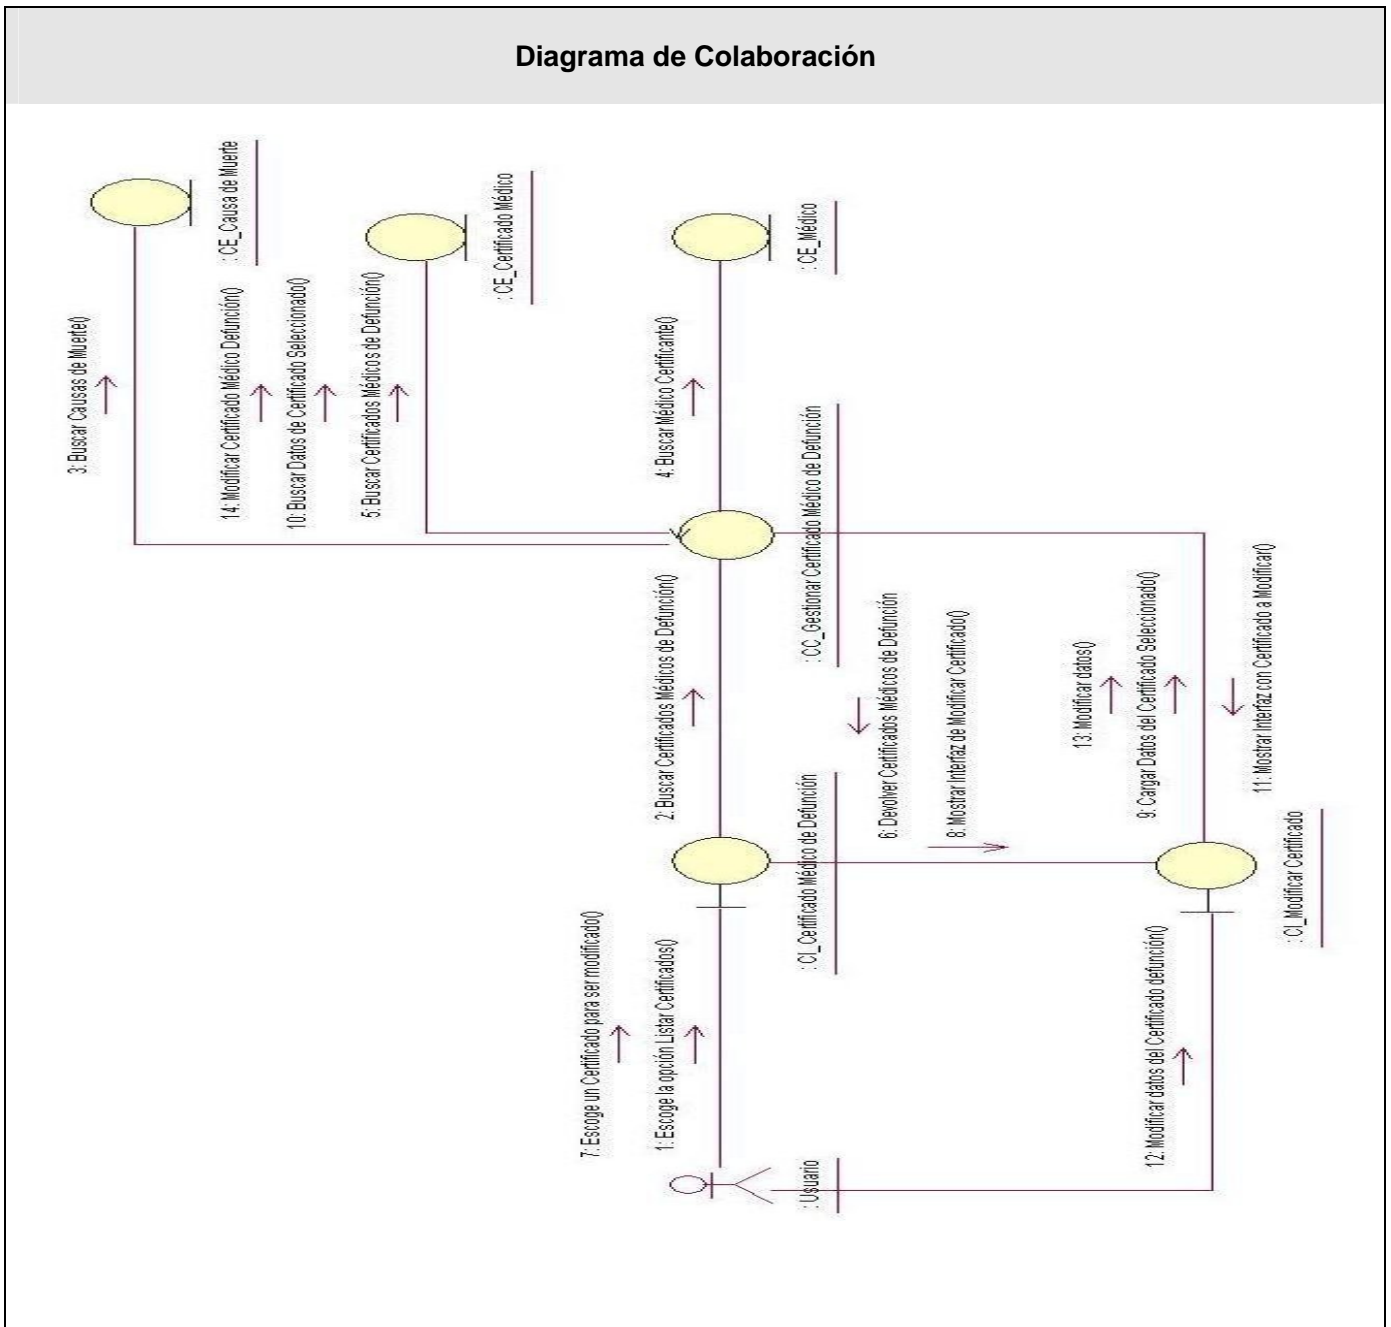 Diagrama de Colaboración
: CE_Causa de Muerte
3: Buscar Causas de Muerte()
14: Modificar Certificado Médico Defunción()
10: Buscar Datos de Certificado Seleccionado()
5: Buscar Certificados Médicos de Defunción()
: CE_Certificado Médico
4: Buscar Médico Certificante()
: CE_Médico
2: Buscar Certificados Médicos de Defunción()
: CC_Gestionar Certificado Médico de Defunción
6: Devolver Certificados Médicos de Defunción
8: Mostrar Interfaz de Modificar Certificado()
13: Modificar datos()
9: Cargar Datos del Certificado Seleccionado()
11: Mostrar Interfaz con Certificado a Modificar()
: CI_Certificado Médico de Defunción
: CI_Modificar Certificado
7: Escoge un Certificado para ser modificado()
1: Escoge la opción Listar Certificados()
12: Modificar datos del Certificado defunción()
: Usuario